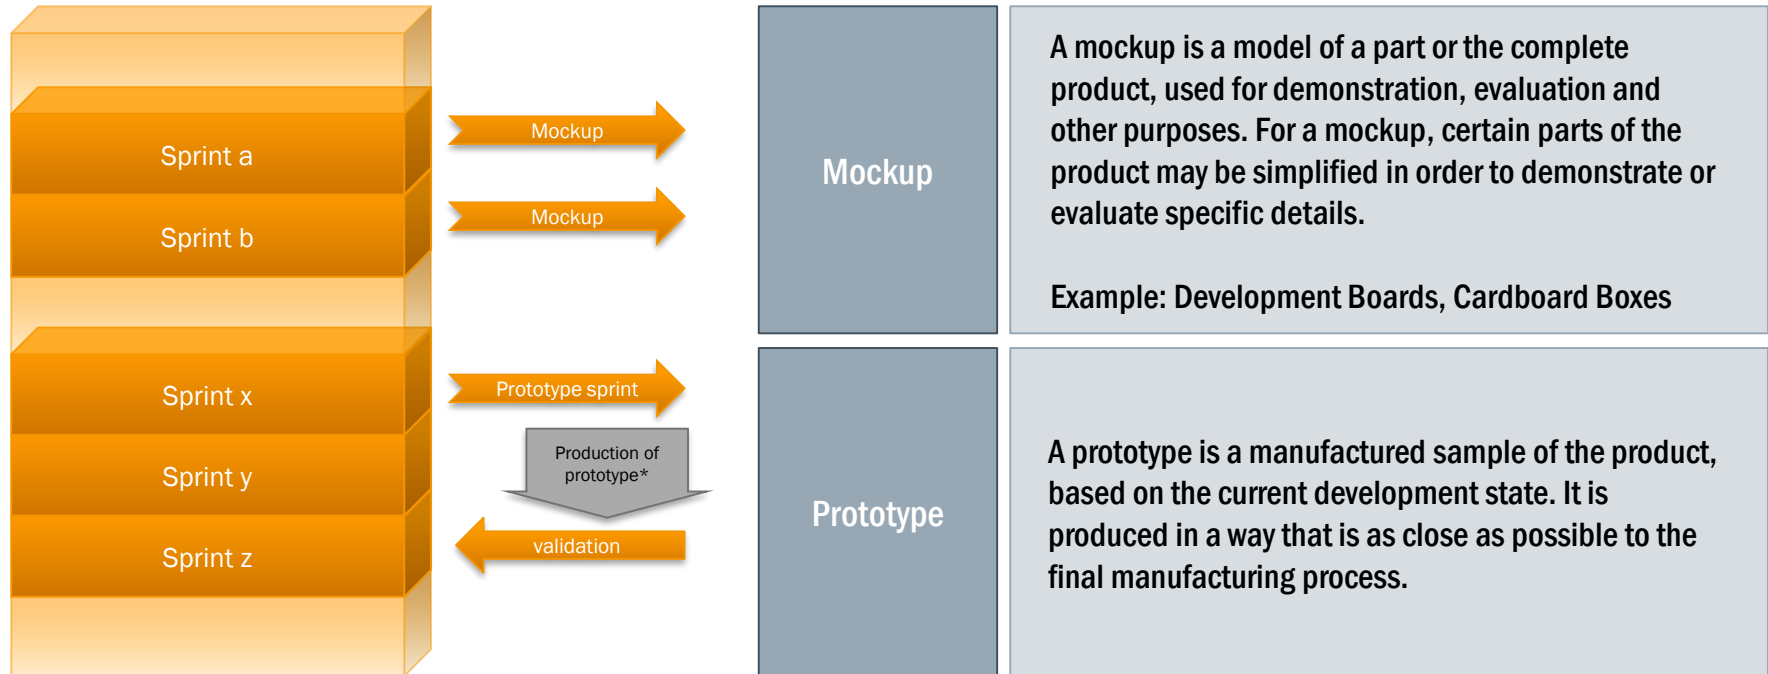 Sprint a
Sprint b
Sprint x
Sprint y
Sprint z
Mockup
Mockup
Prototype sprint
Production of
prototype*
validation
Mockup
A mockup is a model of a part or the complete
product, used for demonstration, evaluation and
other purposes. For a mockup, certain parts of the
product may be simplified in order to demonstrate or
evaluate specific details.
Example: Development Boards, Cardboard Boxes
Prototype
A prototype is a manufactured sample of the product,
based on the current development state. It is
produced in a way that is as close as possible to the
final manufacturing process.